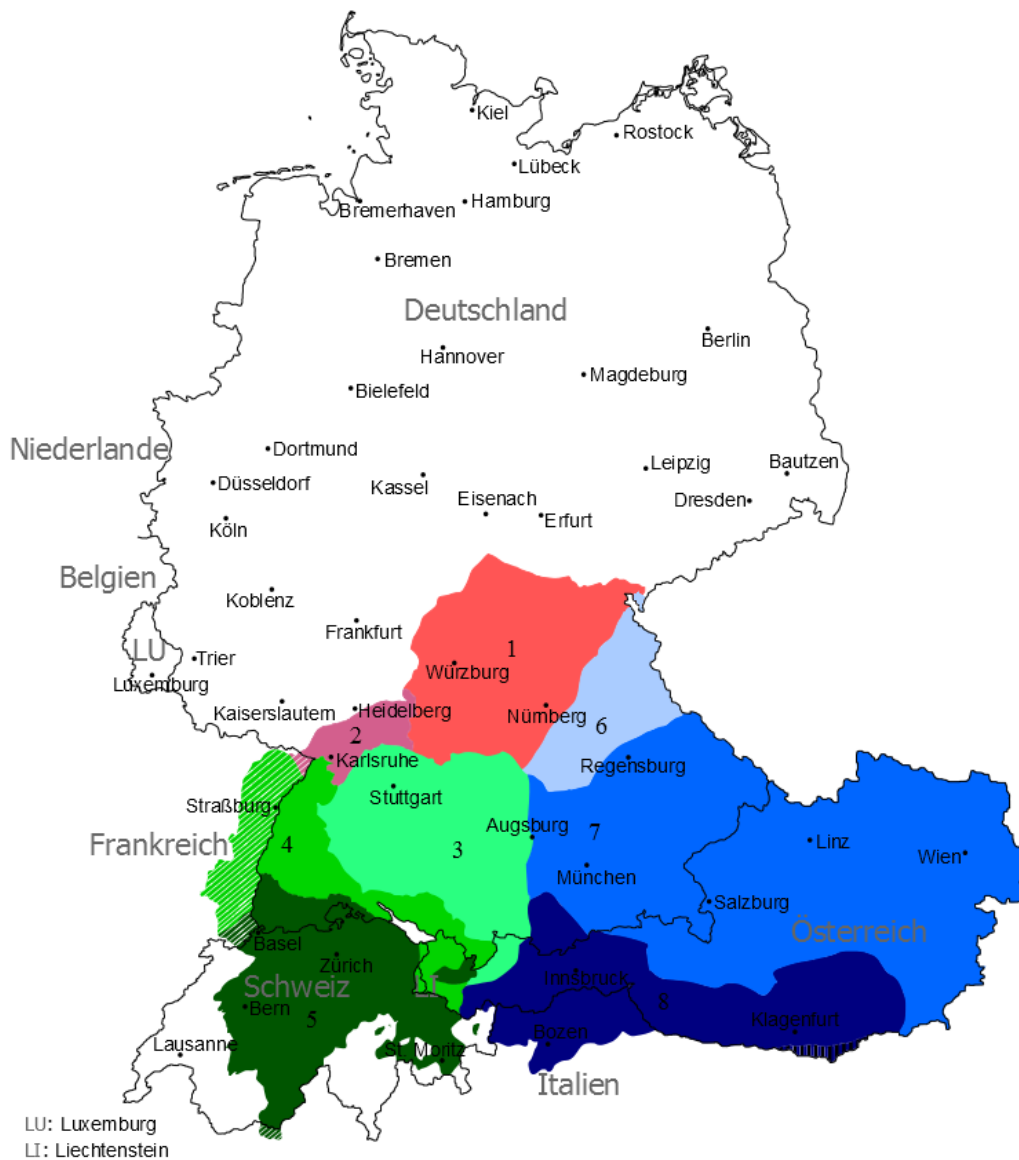 Kiel
Rostock
Lübeck
Bremerhaven
Hamburg
Bremen
Deutschland
Berlin
Hannover
Magdeburg
Bielefeld
Niederlande
Dortmund
Leipzig
Bautzen
Kassel
Düsseldorf
Eisenach
Dresden
Köln
Erfurt
Belgien
Koblenz
Frankfurt
1
LU
Trier
Würzburg
Luxemburg
Kaiserslautern
Heidelberg
Nürnberg
6
2
Karlsruhe
Regensburg
Stuttgart
Straßburg
Augsburg
7
Frankreich
4
3
Linz
Wien
München
Salzburg
Österreich
Basel
Zürich
Innsbruck
Schweiz
LI
8
Bern
5
Klagenfurt
Bozen
Lausanne
St. Moritz
Italien
LU: Luxemburg
LI: Liechtenstein